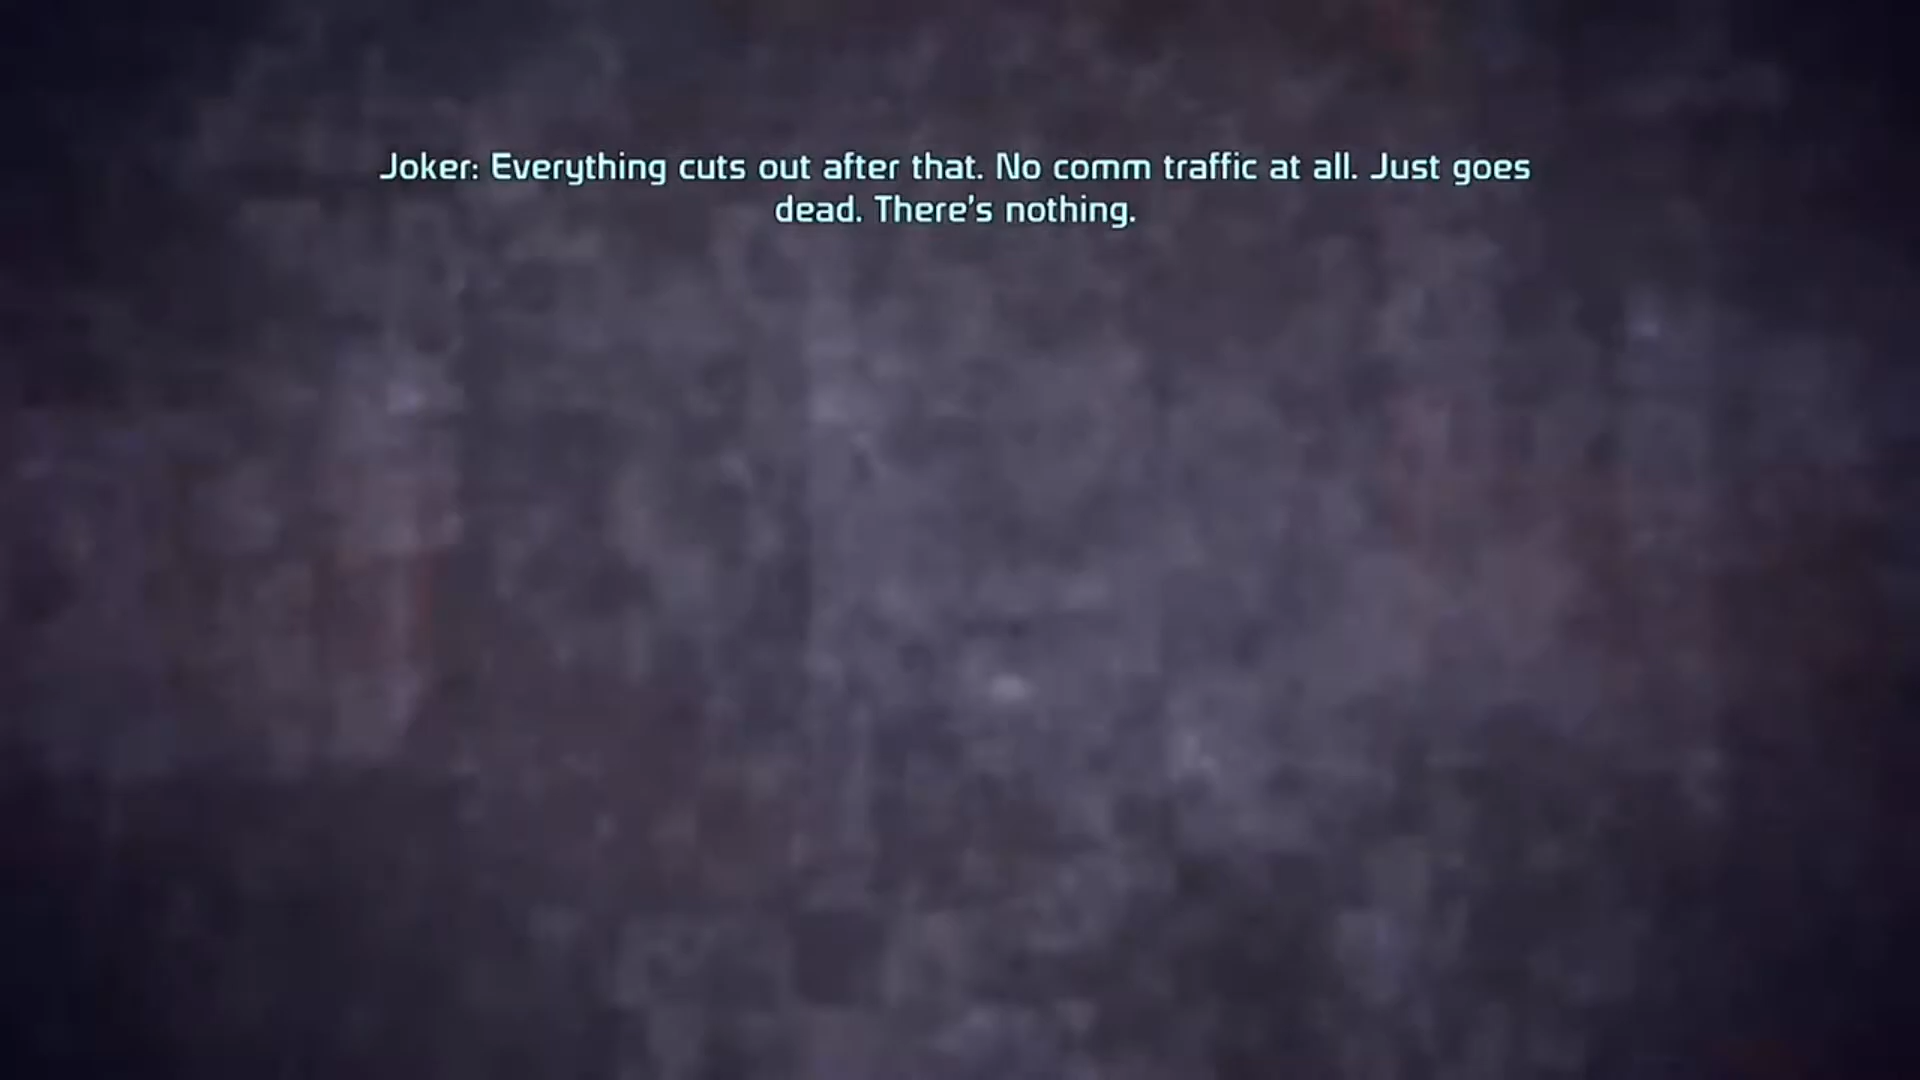 Joker: Everything cuts out after that. No comm traffic at all. Just goes
dead. There's nothing.